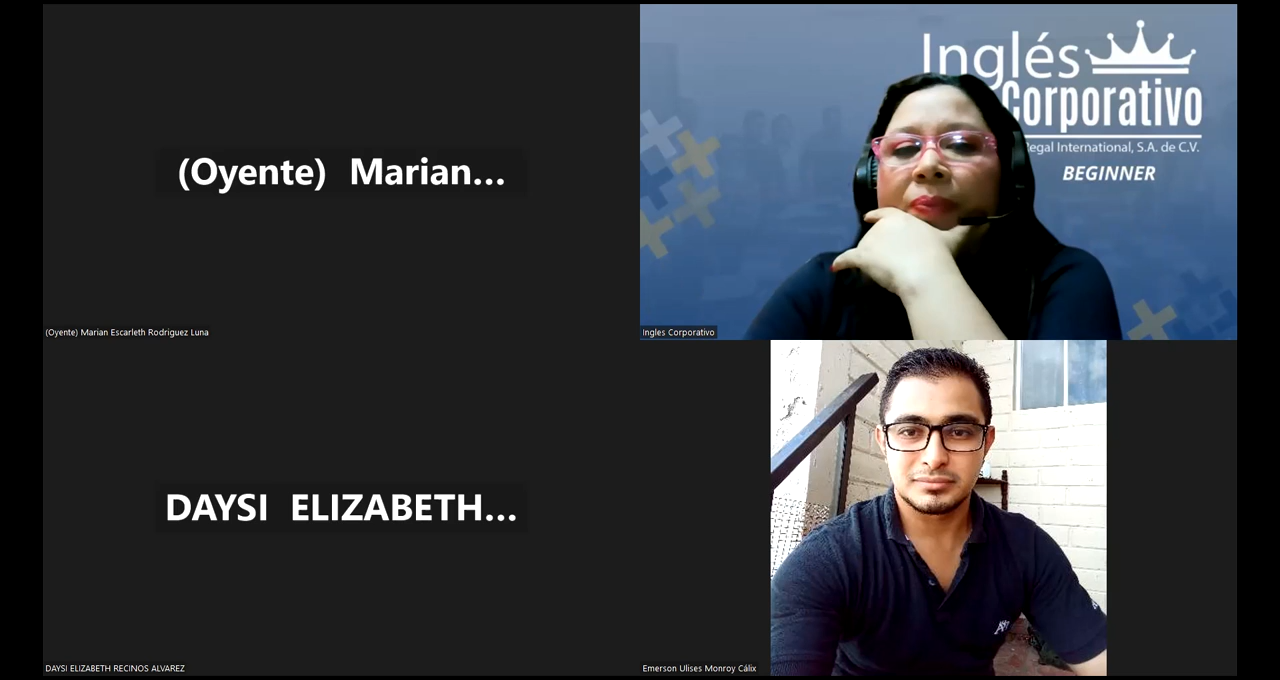 (Oyente) Marian...
(Oyente) Marian Escarleth Rodriguez Luna
Inglés
Corporativo
Regal International, S.A. de C.V.
BEGINNER
Ingles Corporativo
DAYSI ELIZABETH...
DAYSI ELIZABETH RECINOS ALVAREZ
Emerson Ulises Monroy Cálix